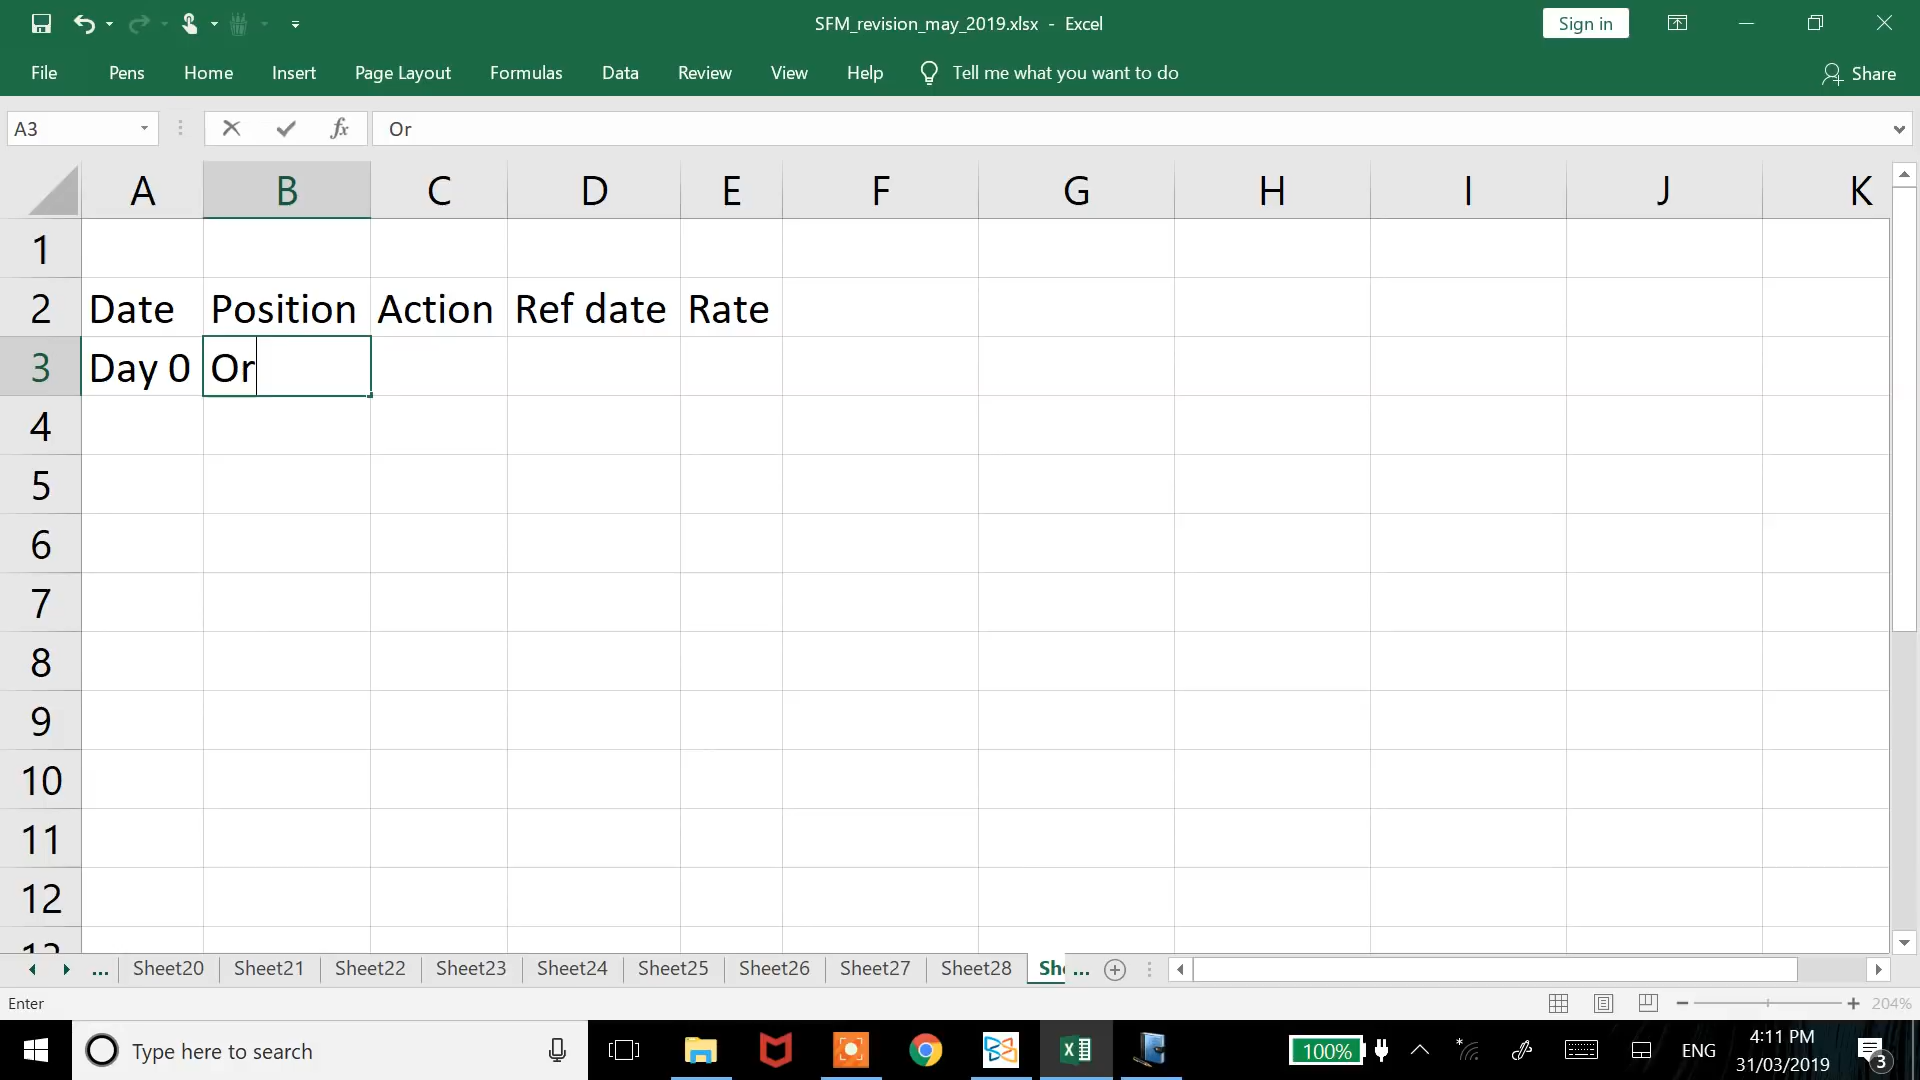 SFM_revision_may_2019.xlsx - Excel
Sign in
File Pens Home Insert Page Layout Formulas Data Review View Help Tell me what you want to do Share
A3 fx Or
A B C D E F G H I J K
1
2 Date Position Action Ref date Rate
3 Day 0 Or
4
5
6
7
8
9
10
11
12
13
... Sheet20 Sheet21 Sheet22 Sheet23 Sheet24 Sheet25 Sheet26 Sheet27 Sheet28 She ...
Enter 204%
Type here to search 100% ENG 4:11 PM
31/03/2019 3